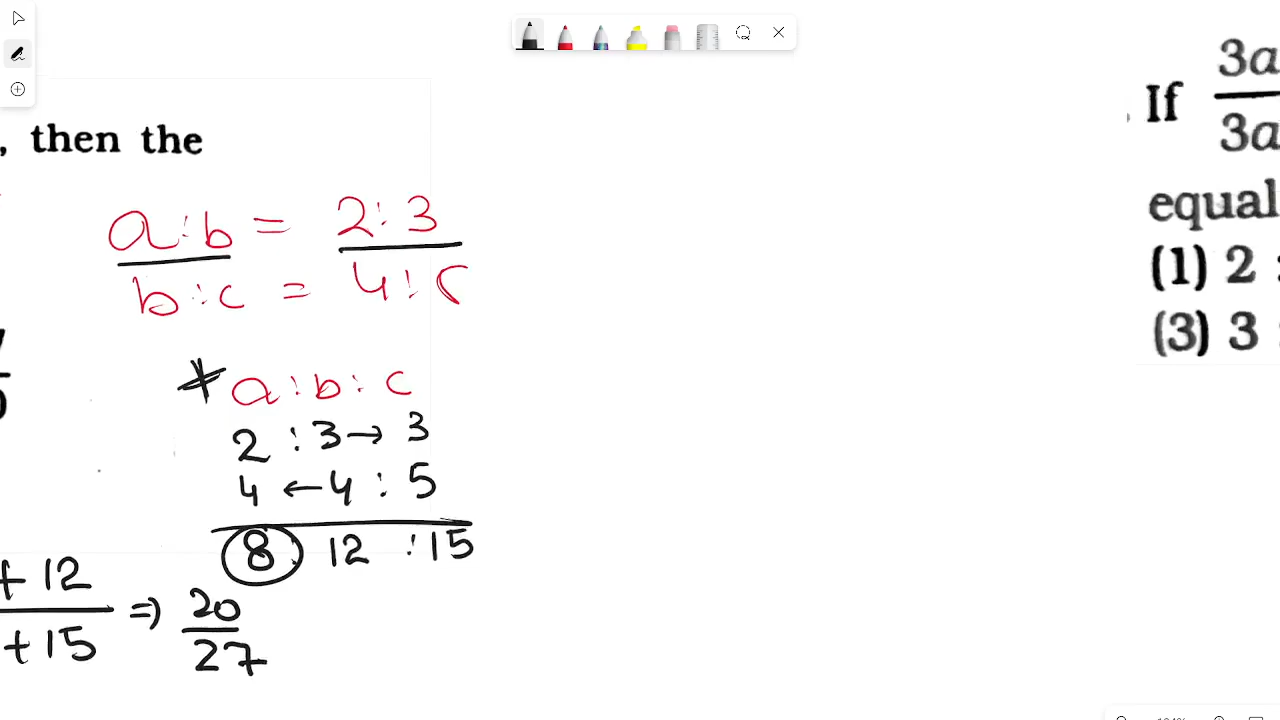 , then the
a : b = 2 : 3
b : c = 4 : 5
* a : b : c
2 : 3 → 3
4 ← 4 : 5
8 : 12 : 15
+ 12
+ 15
⇒ 20
27
If 3a
3a
equal
(1) 2 :
(3) 3 :